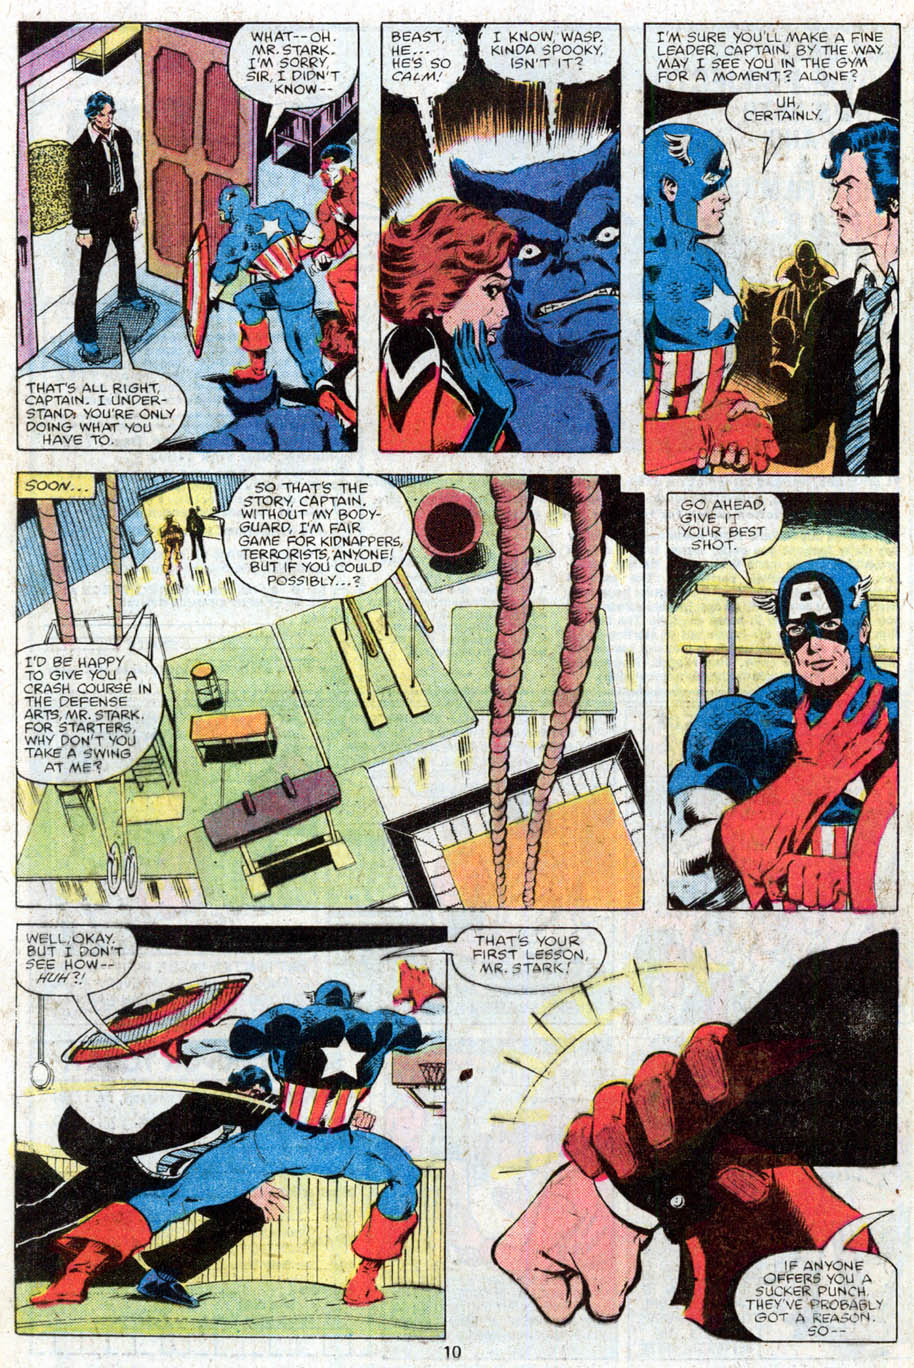 WHAT--OH.
MR. STARK.
I'M SORRY,
SIR, I DIDN'T
KNOW--
THAT'S ALL RIGHT,
CAPTAIN. I UNDER-
STAND; YOU'RE ONLY
DOING WHAT YOU
HAVE TO.
BEAST,
HE...
HE'S SO
CALM!
I KNOW, WASP.
KINDA SPOOKY,
ISN'T IT?
I'M SURE YOU'LL MAKE A FINE
LEADER, CAPTAIN. BY THE WAY,
MAY I SEE YOU IN THE GYM
FOR A MOMENT? ALONE?
UH,
CERTAINLY.
SOON...
SO THAT'S THE
STORY, CAPTAIN.
WITHOUT MY BODY-
GUARD, I'M FAIR
GAME FOR KIDNAPPERS,
TERRORISTS, ANYONE!
BUT IF YOU COULD
POSSIBLY...?
I'D BE HAPPY
TO GIVE YOU A
CRASH COURSE IN
THE DEFENSE
ARTS, MR. STARK.
FOR STARTERS,
WHY DON'T YOU
TAKE A SWING
AT ME?
GO AHEAD,
GIVE IT
YOUR BEST
SHOT.
WELL, OKAY.
BUT I DON'T
SEE HOW--
HUH?!
THAT'S YOUR
FIRST LESSON,
MR. STARK!
IF ANYONE
OFFERS YOU A
SUCKER PUNCH,
THEY'VE PROBABLY
GOT A REASON.
SO--
10